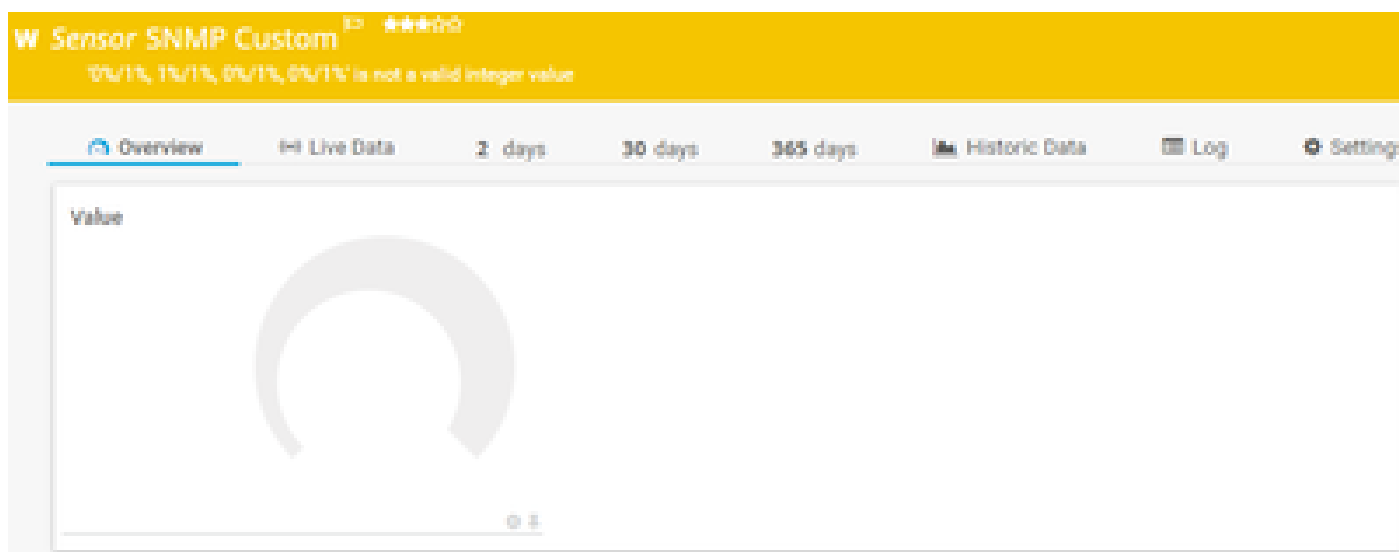 W Sensor SNMP Custom
'0%/1%, 1%/1%, 0%/1%, 0%/1%' is not a valid integer value
Overview
Live Data
2 days
30 days
365 days
Historic Data
Log
Setting
Value